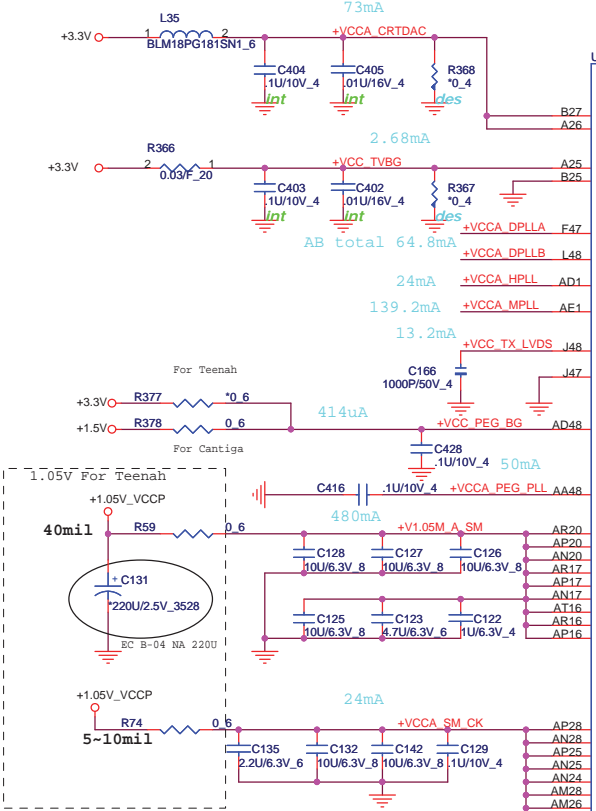 73mA
L35
+3.3V
1
2
+VCCA_CRTDAC
BLM18PG181SN1_6
C404
.1U/10V_4
int
C405
.01U/16V_4
int
R368
*0_4
des
B27
A26
R366
2.68mA
+3.3V
2
1
+VCC_TVBG
A25
0.03/F_20
B25
C403
.1U/10V_4
int
C402
.01U/16V_4
int
R367
*0_4
des
+VCCA_DPLLA
F47
AB total 64.8mA
+VCCA_DPLLB
L48
24mA
+VCCA_HPLL
AD1
139.2mA
+VCCA_MPLL
AE1
13.2mA
+VCC_TX_LVDS
J48
C166
1000P/50V_4
J47
For Teenah
+3.3V
R377
*0_6
414uA
+1.5V
R378
0_6
+VCC_PEG_BG
AD48
For Cantiga
C428
.1U/10V_4
50mA
1.05V For Teenah
C416
.1U/10V_4
+VCCA_PEG_PLL
AA48
+1.05V_VCCP
480mA
40mil
R59
0_6
+V1.05M_A_SM
AR20
AP20
AN20
AR17
AP17
AN17
AT16
AR16
AP16
C128
10U/6.3V_8
C127
10U/6.3V_8
C126
10U/6.3V_8
+
C131
*220U/2.5V_3528
EC B-04 NA 220U
C125
10U/6.3V_8
C123
4.7U/6.3V_6
C122
1U/6.3V_4
+1.05V_VCCP
24mA
R74
0_6
+VCCA_SM_CK
5~10mil
AP28
AN28
AP25
AN25
AN24
AM28
AM26
C135
2.2U/6.3V_6
C132
10U/6.3V_8
C142
10U/6.3V_8
C129
.1U/10V_4